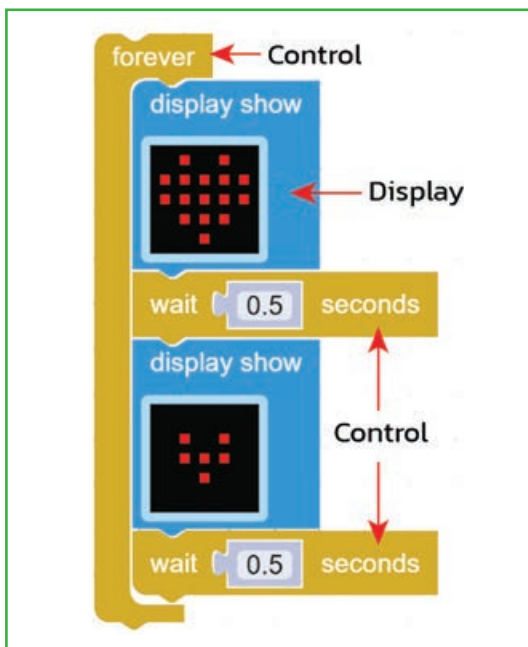 forever Control
display show
Display
wait 0.5 seconds
display show
Control
wait 0.5 seconds